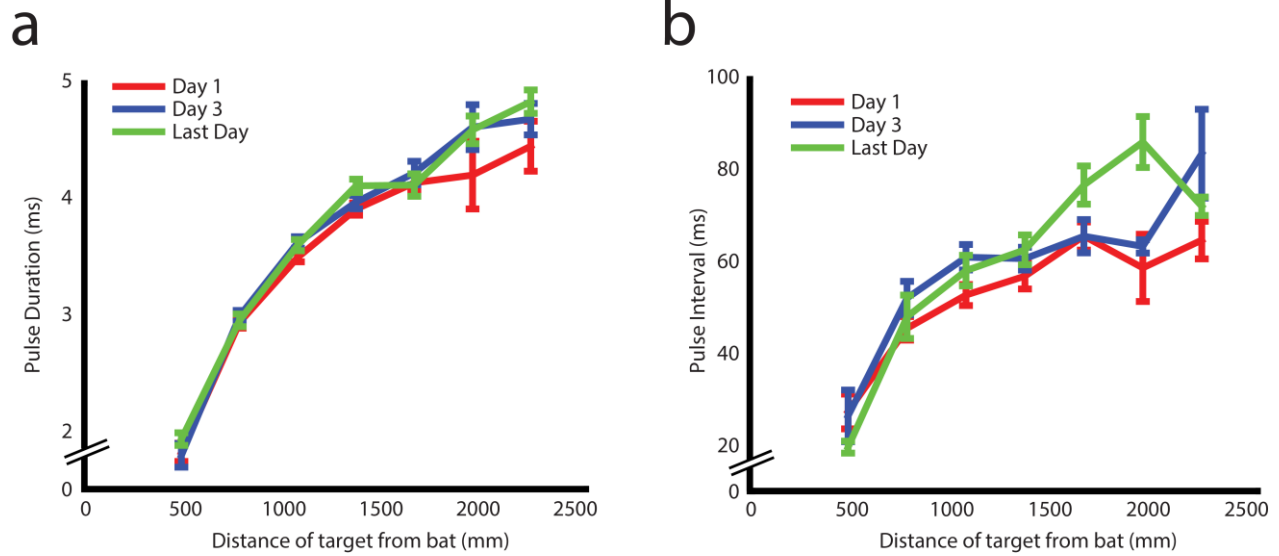 a
Day 1
Day 3
Last Day
Pulse Duration (ms)
5
4
3
2
0
0 500 1000 1500 2000 2500
Distance of target from bat (mm)
b
Day 1
Day 3
Last Day
Pulse Interval (ms)
100
80
60
40
20
0
0 500 1000 1500 2000 2500
Distance of target from bat (mm)